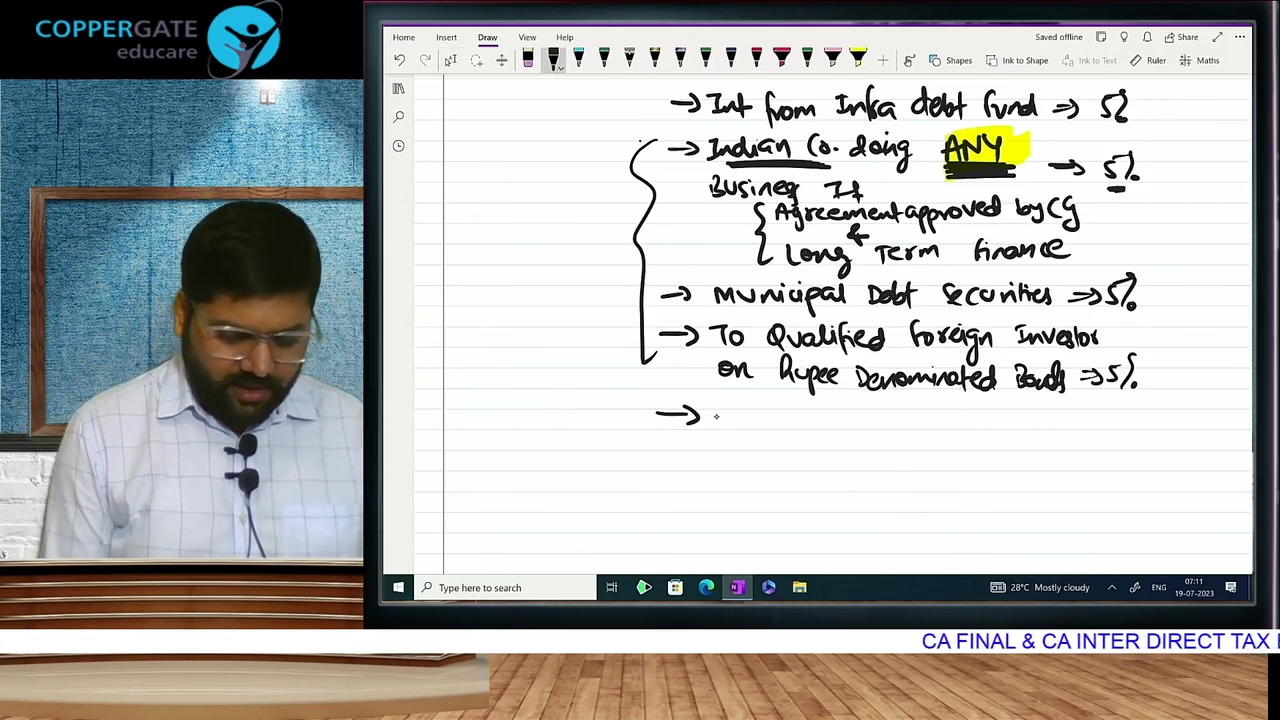 COPPERGATE
educare
Home Insert Draw View Help
Saved offline
Share
Shapes
Ink to Shape
Ink to Text
Ruler
Maths
→ Int from Infra debt fund ⇒ 5%
→ Indian Co. doing ANY
Business If → 5%
Agreement approved by CG
&
Long Term finance
→ Municipal Debt Securities ⇒ 5%
→ To Qualified foreign Investor
on Rupee Denominated Bonds ⇒ 5%
→
Type here to search
28°C Mostly cloudy
ENG
07:11
19-07-2023
CA FINAL & CA INTER DIRECT TAX